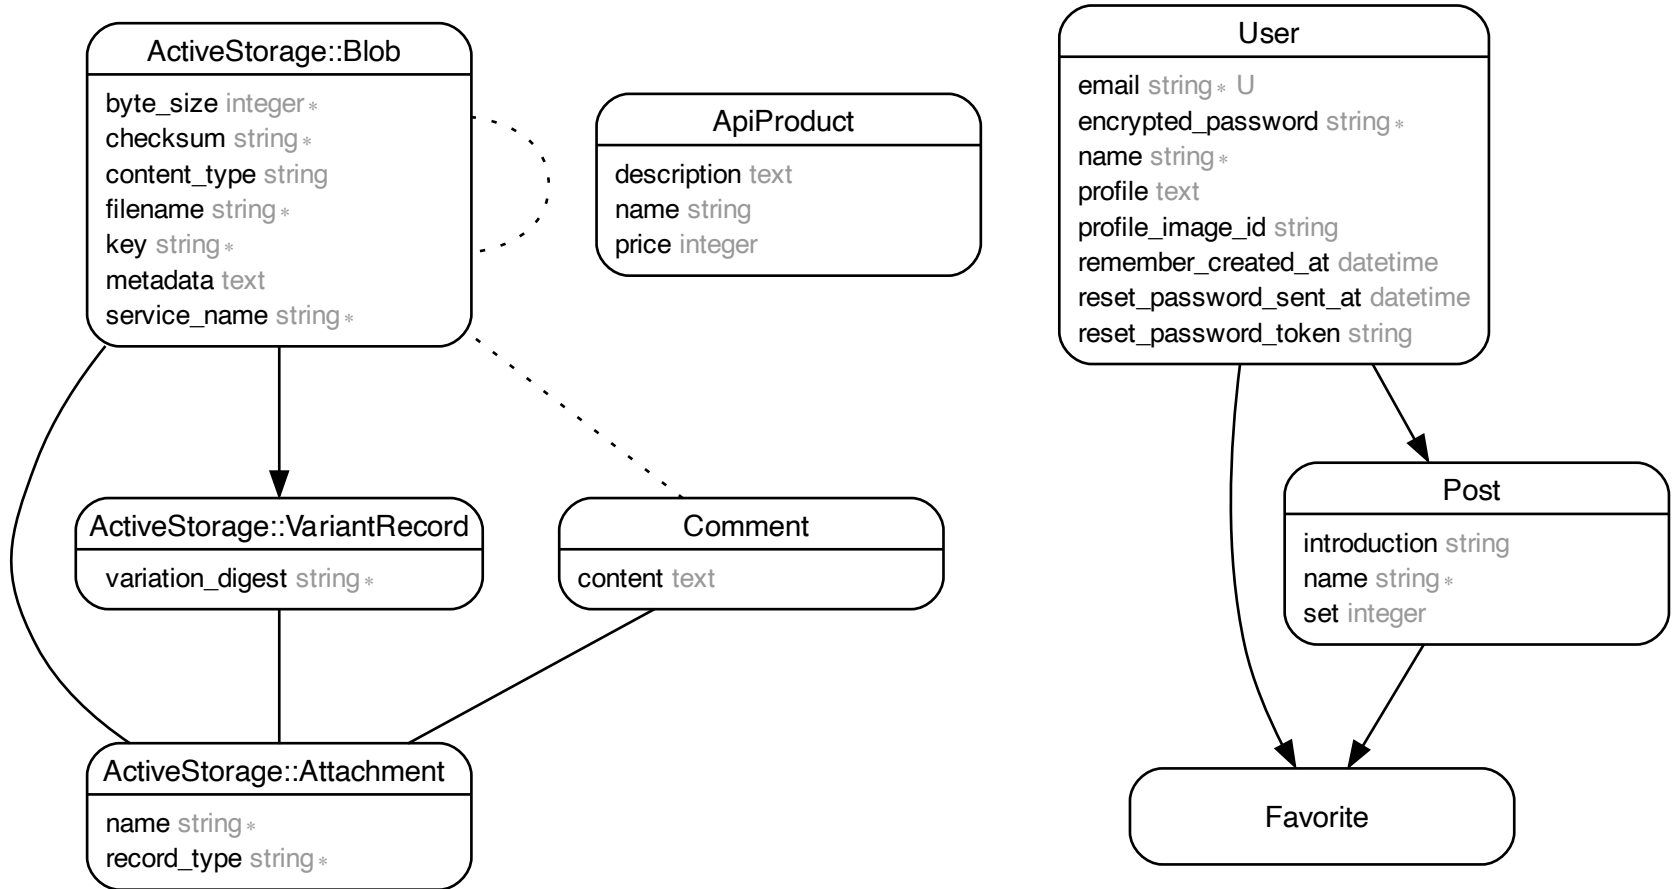 ActiveStorage::Blob
byte_size integer *
checksum string *
content_type string
filename string *
key string *
metadata text
service_name string *
ApiProduct
description text
name string
price integer
User
email string * U
encrypted_password string *
name string *
profile text
profile_image_id string
remember_created_at datetime
reset_password_sent_at datetime
reset_password_token string
ActiveStorage::VariantRecord
variation_digest string *
Comment
content text
Post
introduction string
name string *
set integer
ActiveStorage::Attachment
name string *
record_type string *
Favorite